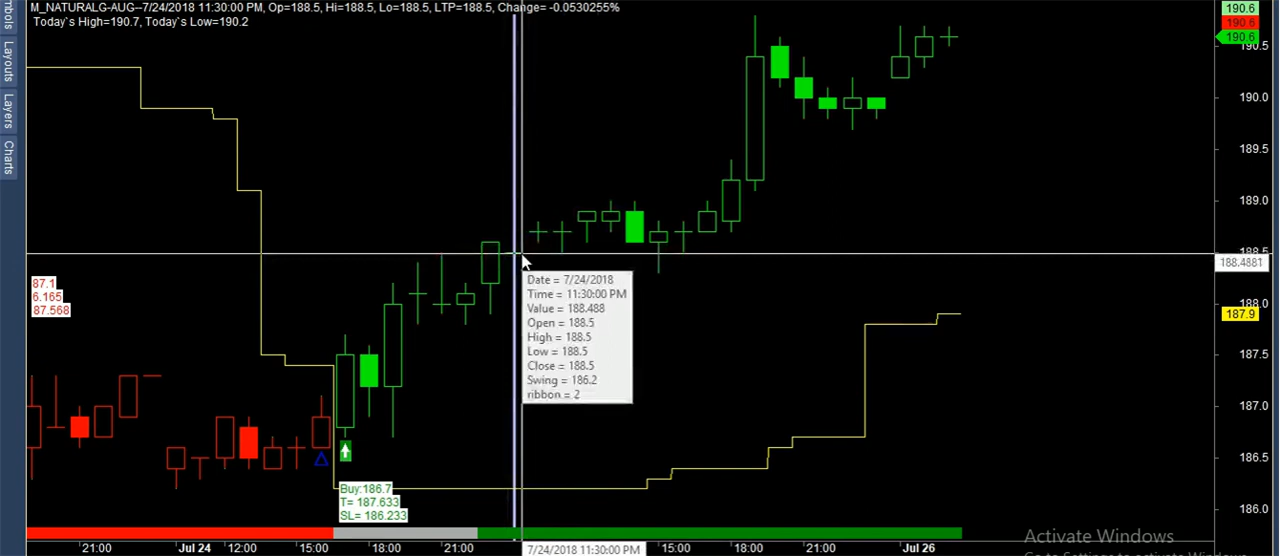 M_NATURALG-AUG--7/24/2018 11:30:00 PM, Op=188.5, Hi=188.5, Lo=188.5, LTP=188.5, Change= -0.0530255%
Today`s High=190.7, Today`s Low=190.2
Layouts
Layers
Charts
190.6
190.6
190.6
190.5
190.0
189.5
189.0
188.5
188.4881
188.0
187.9
187.5
187.0
186.5
186.0
87.1
6.165
87.568
Date = 7/24/2018
Time = 11:30:00 PM
Value = 188.488
Open = 188.5
High = 188.5
Low = 188.5
Close = 188.5
Swing = 186.2
ribbon = 2
Buy:186.7
T= 187.633
SL= 186.233
21:00 Jul 24 12:00 15:00 18:00 21:00 7/24/2018 11:30:00 PM 15:00 18:00 21:00 Jul 26
Activate Windows